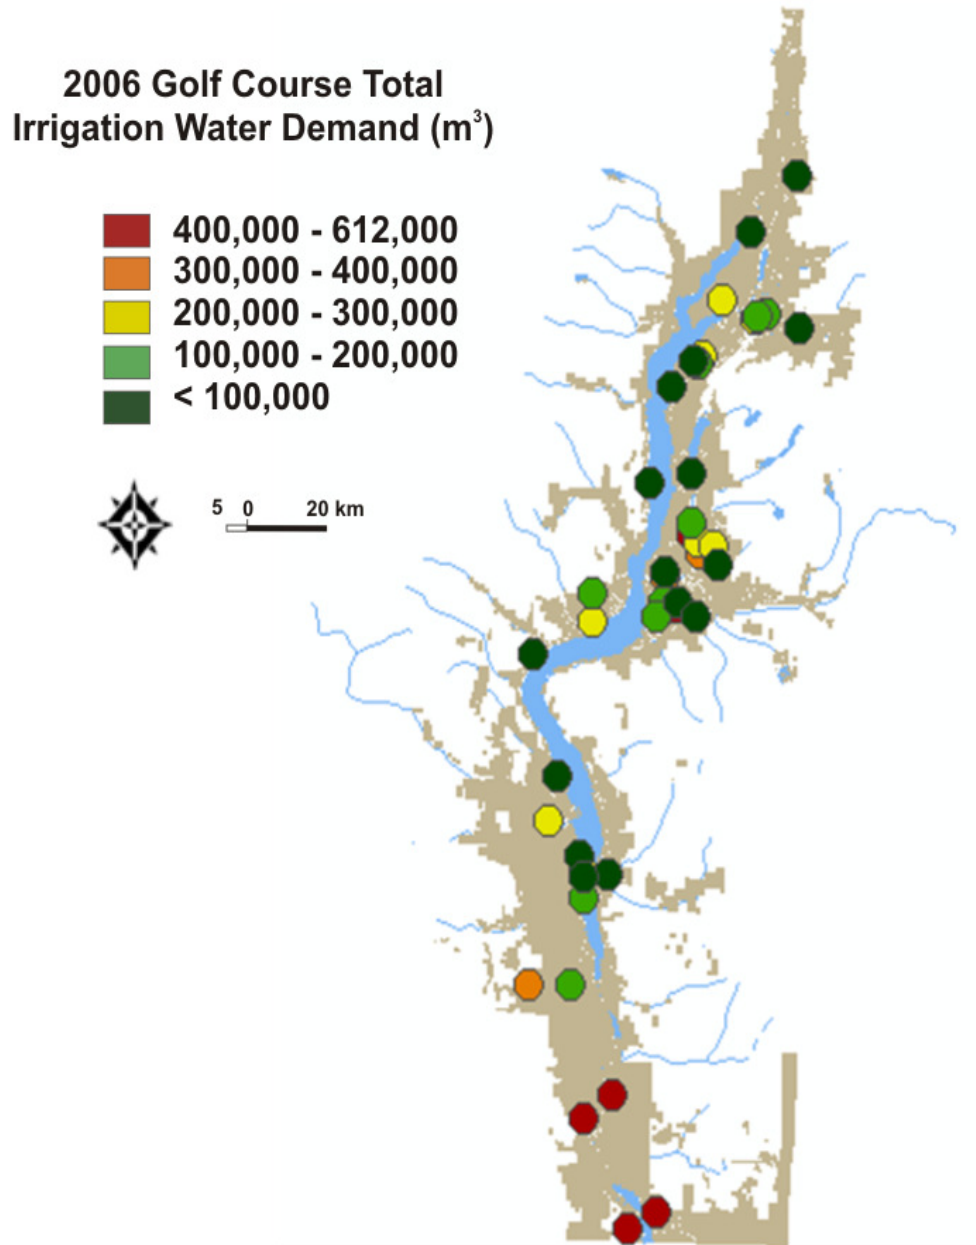 2006 Golf Course Total
Irrigation Water Demand (m³)
400,000 - 612,000
300,000 - 400,000
200,000 - 300,000
100,000 - 200,000
< 100,000
5 0 20 km